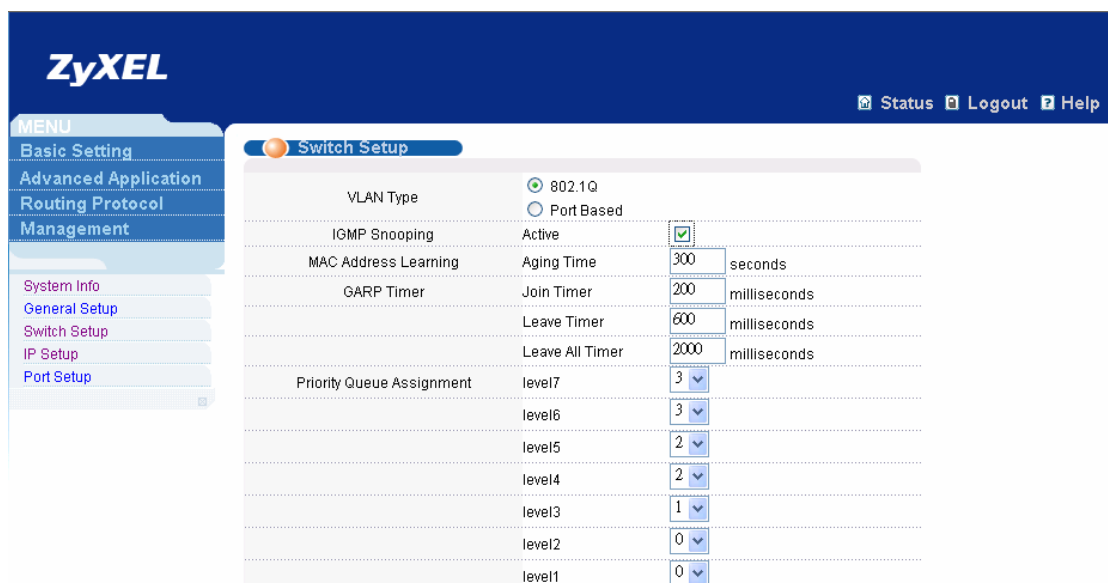 ZyXEL
Status Logout Help
MENU
Basic Setting
Advanced Application
Routing Protocol
Management
System Info
General Setup
Switch Setup
IP Setup
Port Setup
Switch Setup
VLAN Type 802.1Q
Port Based
IGMP Snooping Active
MAC Address Learning Aging Time 300 seconds
GARP Timer Join Timer 200 milliseconds
Leave Timer 600 milliseconds
Leave All Timer 2000 milliseconds
Priority Queue Assignment level7 3
level6 3
level5 2
level4 2
level3 1
level2 0
level1 0